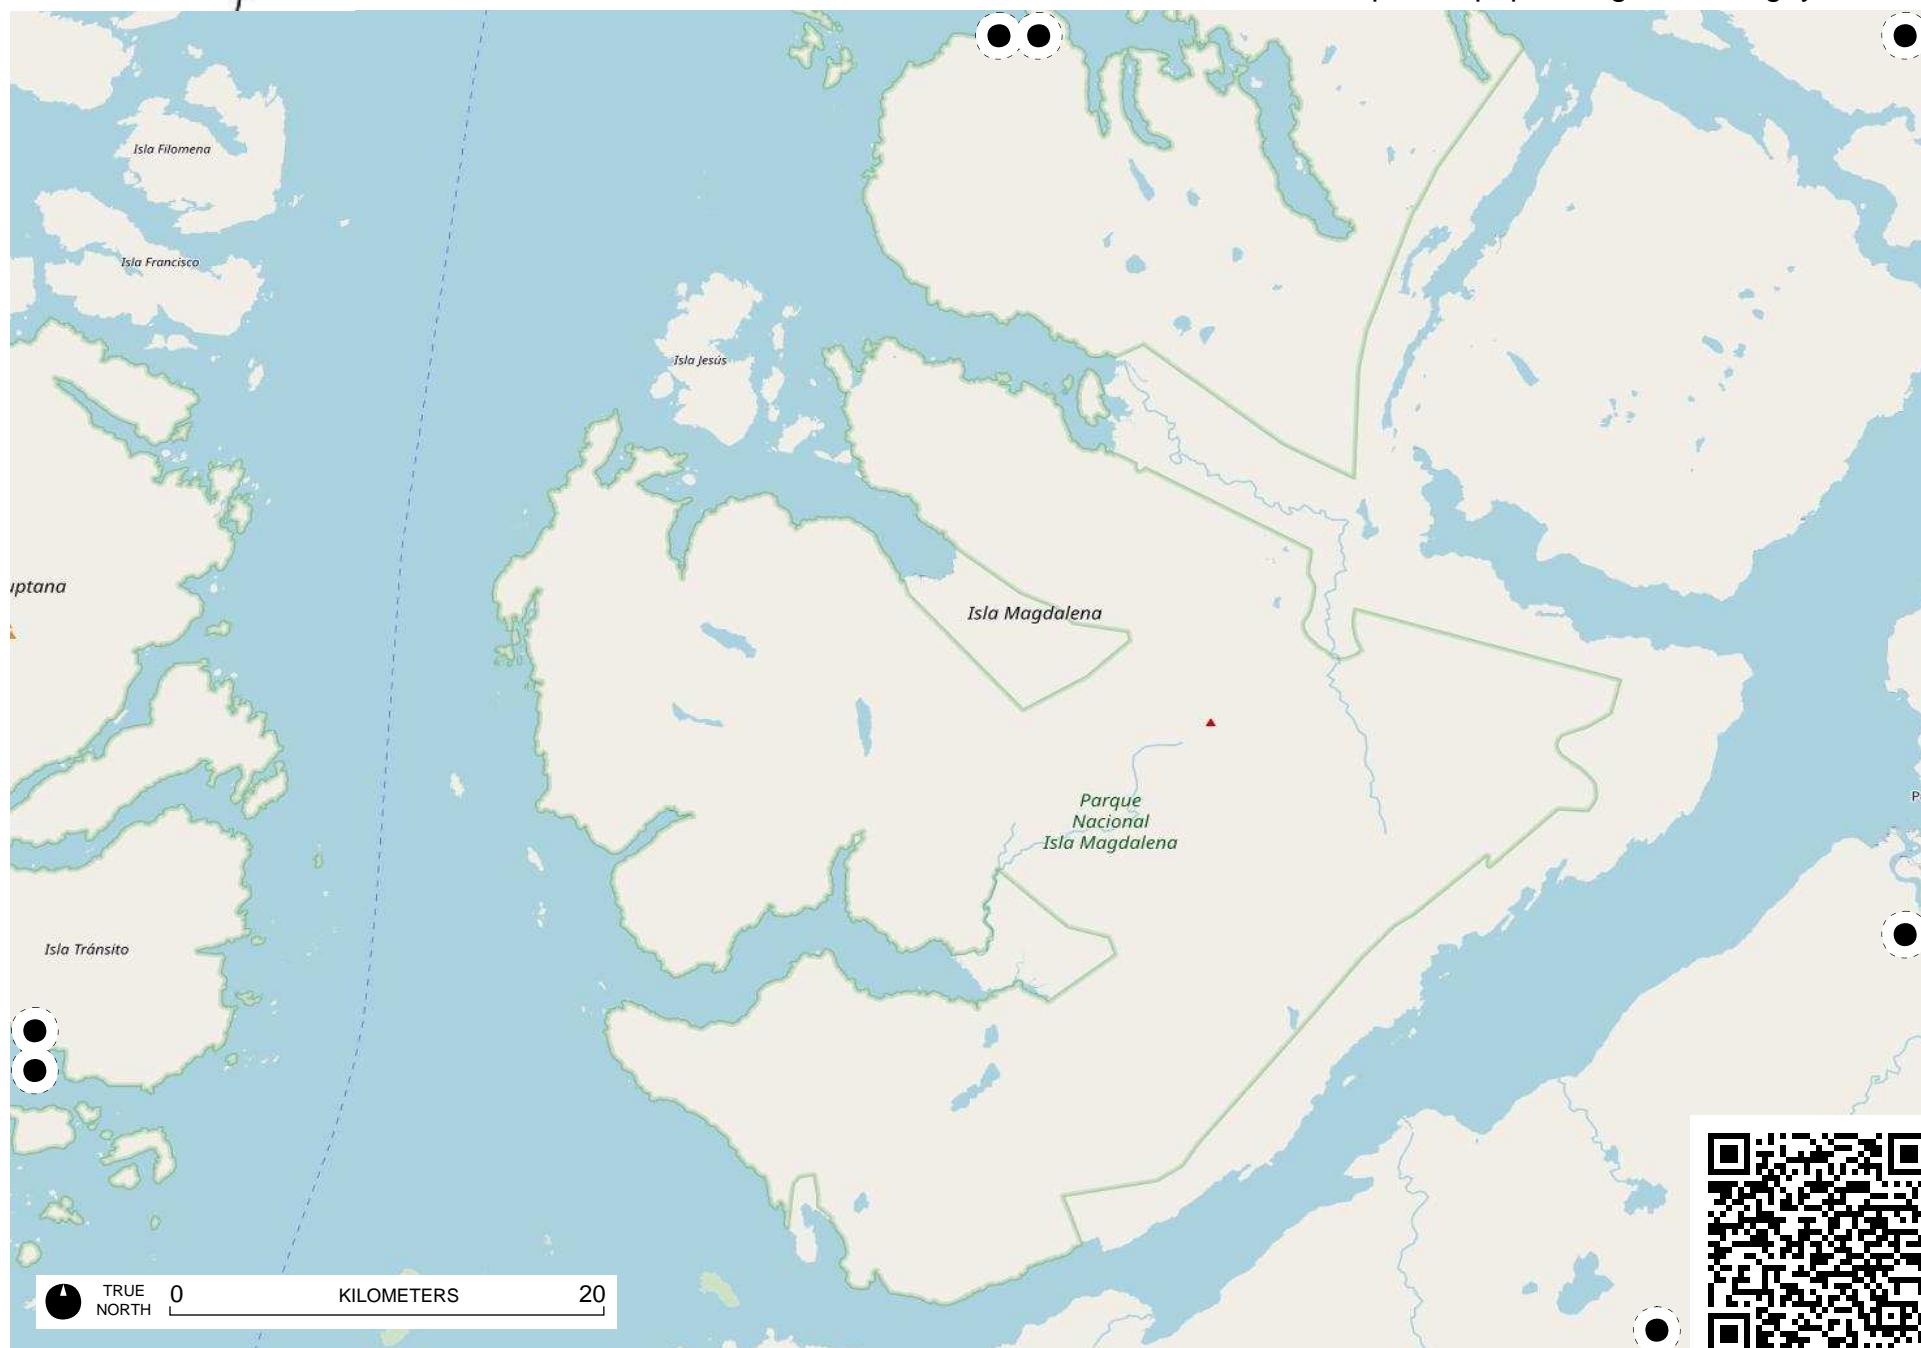 Isla Filomena
Isla Francisco
Isla Jesús
uptana
Isla Magdalena
Parque
Nacional
Isla Magdalena
P
Isla Tránsito
TRUE
NORTH
0
KILOMETERS
20